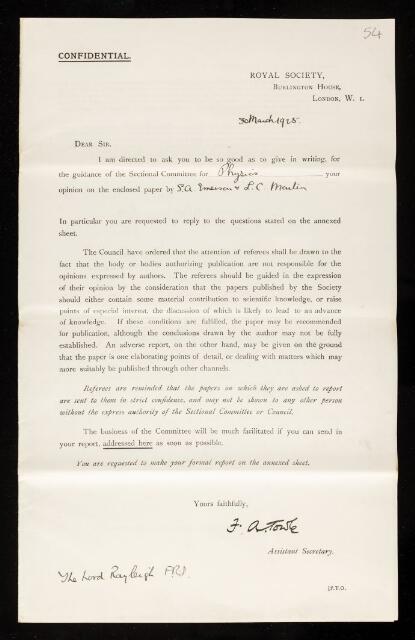 54
CONFIDENTIAL.
ROYAL SOCIETY,
BURLINGTON HOUSE,
LONDON, W. 1.
30 March 1925.
DEAR SIR,
I am directed to ask you to be so good as to give in writing, for
the guidance of the Sectional Committee for Physics your
opinion on the enclosed paper by S.A. Emerson & L.C. Martin
In particular you are requested to reply to the questions stated on the annexed
sheet.
The Council have ordered that the attention of referees shall be drawn to the
fact that the body or bodies authorizing publication are not responsible for the
opinions expressed by authors. The referees should be guided in the expression
of their opinion by the consideration that the papers published by the Society
should either contain some material contribution to scientific knowledge, or raise
points of especial interest, the discussion of which is likely to lead to an advance
of knowledge. If these conditions are fulfilled, the paper may be recommended
for publication, although the conclusions drawn by the author may not be fully
established. An adverse report, on the other hand, may be given on the ground
that the paper is one elaborating points of detail, or dealing with matters which may
more suitably be published through other channels.
Referees are reminded that the papers on which they are asked to report
are sent to them in strict confidence, and may not be shown to any other person
without the express authority of the Sectional Committee or Council.
The business of the Committee will be much facilitated if you can send in
your report, addressed here as soon as possible.
You are requested to make your formal report on the annexed sheet.
Yours faithfully,
F. A. Towle
Assistant Secretary.
The Lord Rayleigh F.R.S.
[P.T.O.